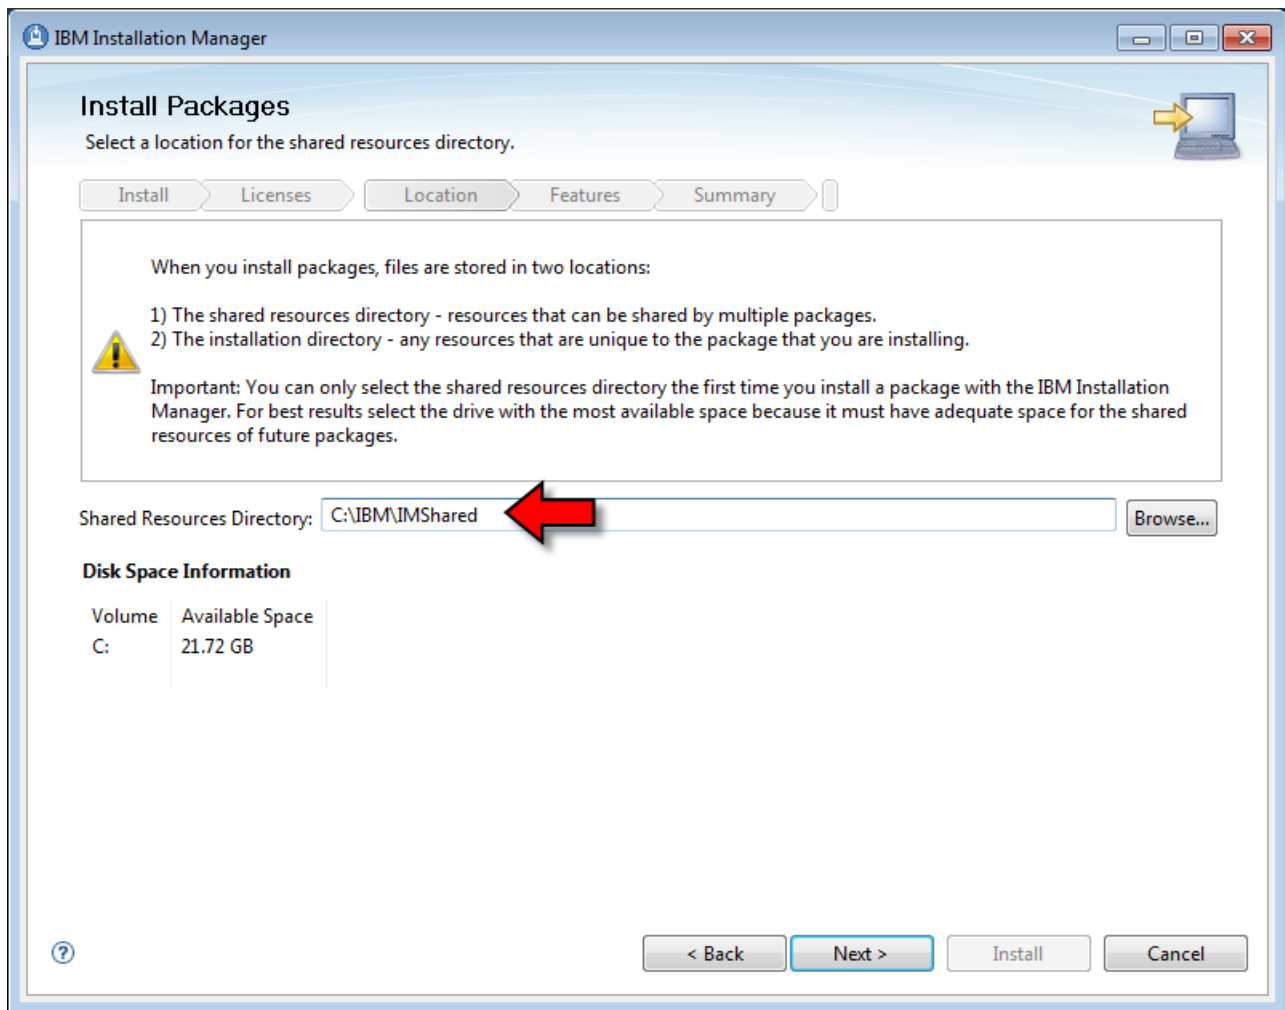 IBM Installation Manager
Install Packages
Select a location for the shared resources directory.
Install
Licenses
Location
Features
Summary
When you install packages, files are stored in two locations:
1) The shared resources directory - resources that can be shared by multiple packages.
2) The installation directory - any resources that are unique to the package that you are installing.
Important: You can only select the shared resources directory the first time you install a package with the IBM Installation
Manager. For best results select the drive with the most available space because it must have adequate space for the shared
resources of future packages.
Shared Resources Directory: C:\IBM\IMShared Browse...
Disk Space Information
Volume Available Space
C: 21.72 GB
? < Back Next > Install Cancel